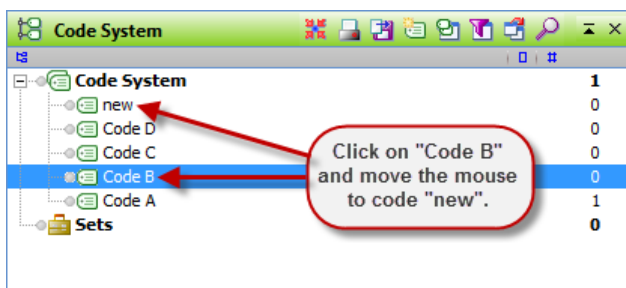 Code System
#
Code System 1
new 0
Code D 0
Code C 0
Code B 0
Code A 1
Sets 0
Click on "Code B"
and move the mouse
to code "new".